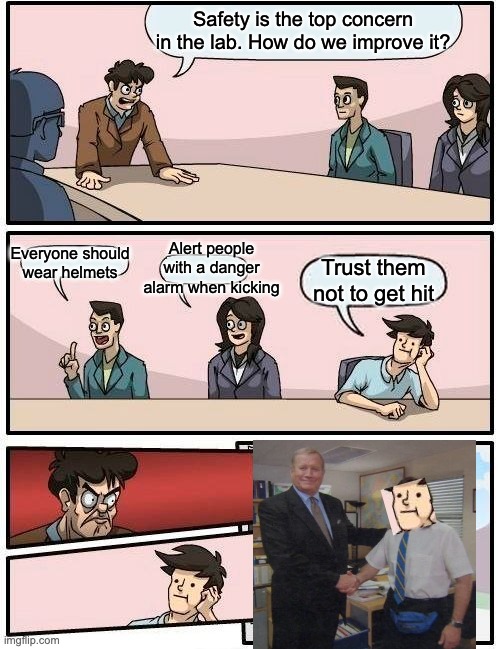 Safety is the top concern
in the lab. How do we improve it?
Everyone should
wear helmets
Alert people
with a danger
alarm when kicking
Trust them
not to get hit
imgflip.com